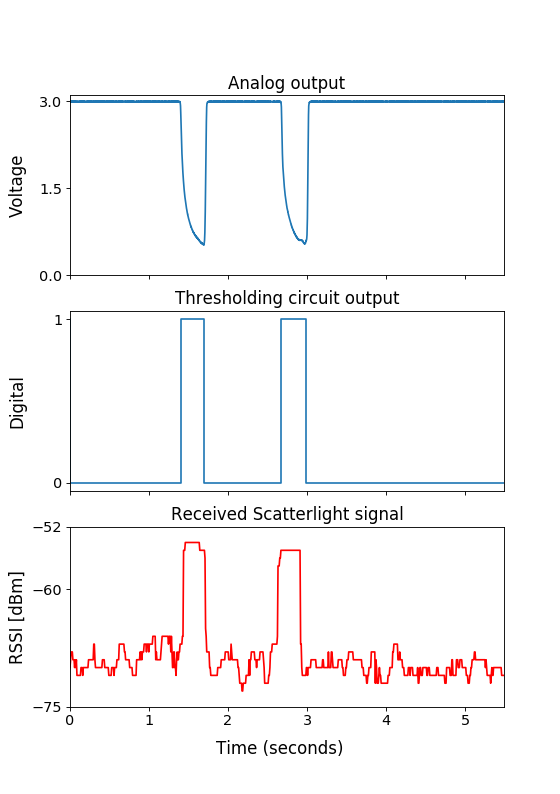 Analog output
3.0
1.5
0.0
Voltage
Thresholding circuit output
1
0
Digital
Received Scatterlight signal
−52
−60
−75
RSSI [dBm]
0 1 2 3 4 5
Time (seconds)